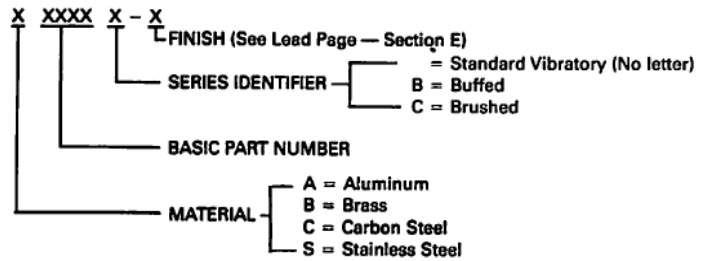 X XXXX X - X
FINISH (See Lead Page — Section E)
= Standard Vibratory (No letter)
SERIES IDENTIFIER
B = Buffed
C = Brushed
BASIC PART NUMBER
A = Aluminum
B = Brass
MATERIAL
C = Carbon Steel
S = Stainless Steel